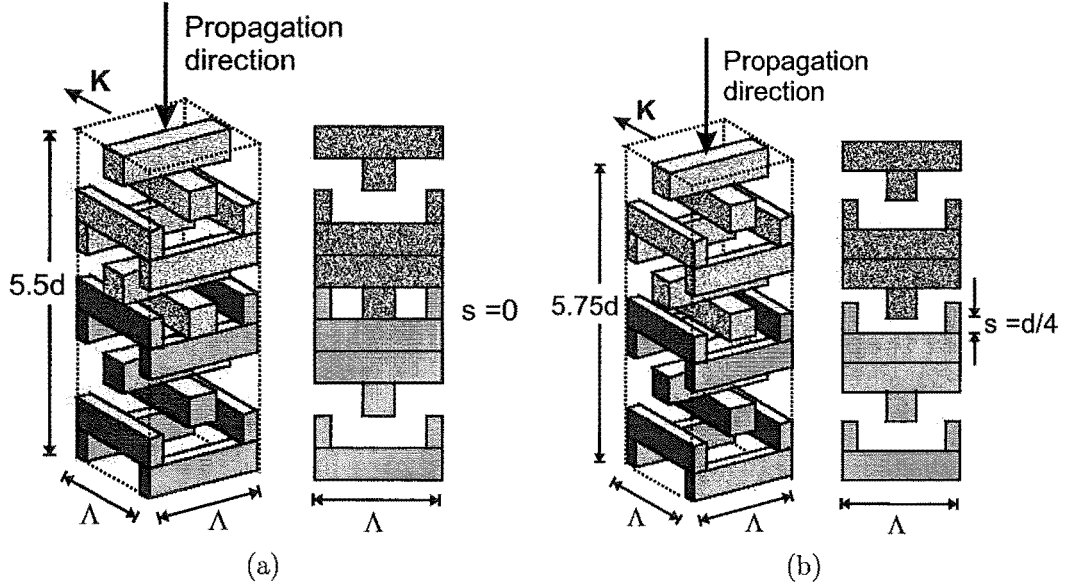 Propagation
direction
K
5.5d
s =0
Λ
Λ
Λ
(a)
Propagation
direction
K
5.75d
s =d/4
Λ
Λ
Λ
(b)